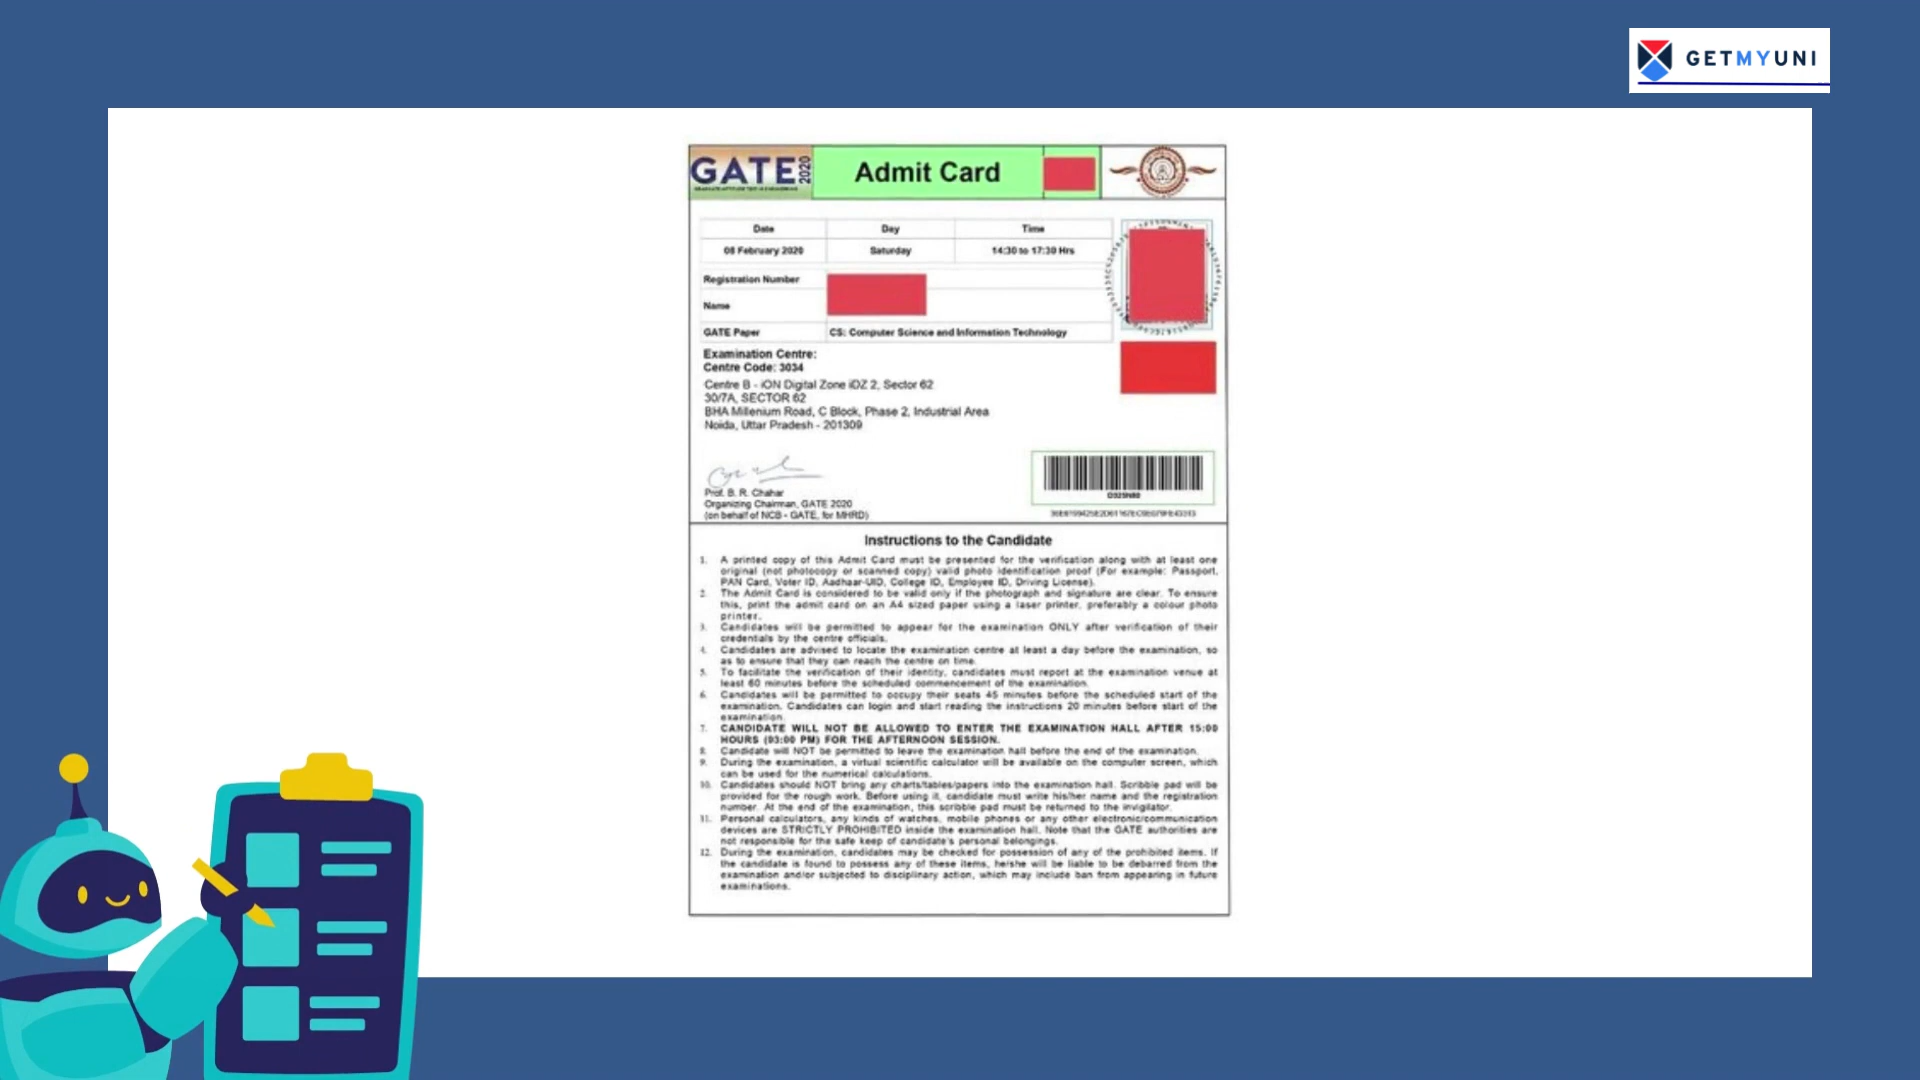 GETMYUNI
GATE 2020
GRADUATE APTITUDE TEST IN ENGINEERING
Admit Card
Date Day Time
08 February 2020 Saturday 14:30 to 17:30 Hrs
Registration Number
Name
GATE Paper CS: Computer Science and Information Technology
Examination Centre:
Centre Code: 3034
Centre B - iON Digital Zone iDZ 2, Sector 62
30/7A, SECTOR 62
BHA Millenium Road, C Block, Phase 2, Industrial Area
Noida, Uttar Pradesh - 201309
Prof. B. R. Chahar
Organizing Chairman, GATE 2020
(on behalf of NCB - GATE, for MHRD)
Instructions to the Candidate
1. A printed copy of this Admit Card must be presented for the verification along with at least one
original (not photocopy or scanned copy) valid photo identification proof (For example: Passport,
PAN Card, Voter ID, Aadhaar-UID, College ID, Employee ID, Driving License).
2. The Admit Card is considered to be valid only if the photograph and signature are clear. To ensure
this, print the admit card on an A4 sized paper using a laser printer, preferably a colour photo
printer.
3. Candidates will be permitted to appear for the examination ONLY after verification of their
credentials by the centre officials.
4. Candidates are advised to locate the examination centre at least a day before the examination, so
as to ensure that they can reach the centre on time.
5. To facilitate the verification of their identity, candidates must report at the examination venue at
least 60 minutes before the scheduled commencement of the examination.
6. Candidates will be permitted to occupy their seats 45 minutes before the scheduled start of the
examination. Candidates can login and start reading the instructions 20 minutes before start of the
examination.
7. CANDIDATE WILL NOT BE ALLOWED TO ENTER THE EXAMINATION HALL AFTER 15:00
HOURS (03:00 PM) FOR THE AFTERNOON SESSION.
8. Candidate will NOT be permitted to leave the examination hall before the end of the examination.
9. During the examination, a virtual scientific calculator will be available on the computer screen, which
can be used for the numerical calculations.
10. Candidates should NOT bring any charts/tables/papers into the examination hall. Scribble pad will be
provided for the rough work. Before using it, candidate must write his/her name and the registration
number. At the end of the examination, this scribble pad must be returned to the invigilator.
11. Personal calculators, any kinds of watches, mobile phones or any other electronic/communication
devices are STRICTLY PROHIBITED inside the examination hall. Note that the GATE authorities are
not responsible for the safe keep of candidate's personal belongings.
12. During the examination, candidates may be checked for possession of any of the prohibited items. If
the candidate is found to possess any of these items, he/she will be liable to be debarred from the
examination and/or subjected to disciplinary action, which may include ban from appearing in future
examinations.